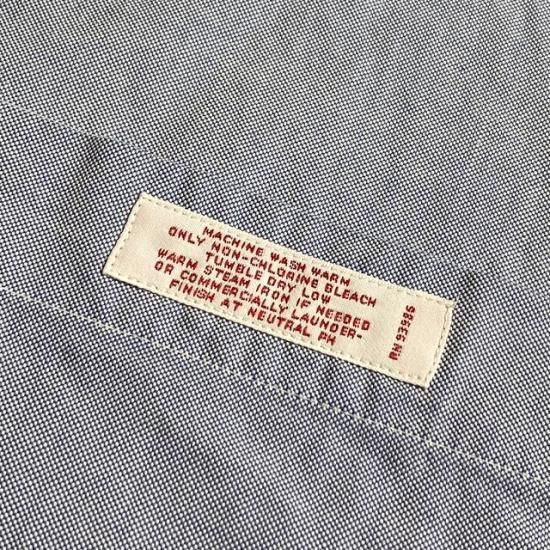 MACHINE WASH WARM
ONLY NON-CHLORINE BLEACH
TUMBLE DRY LOW
WARM STEAM IRON IF NEEDED
OR COMMERCIALLY LAUNDER-
FINISH AT NEUTRAL PH
RN 93985